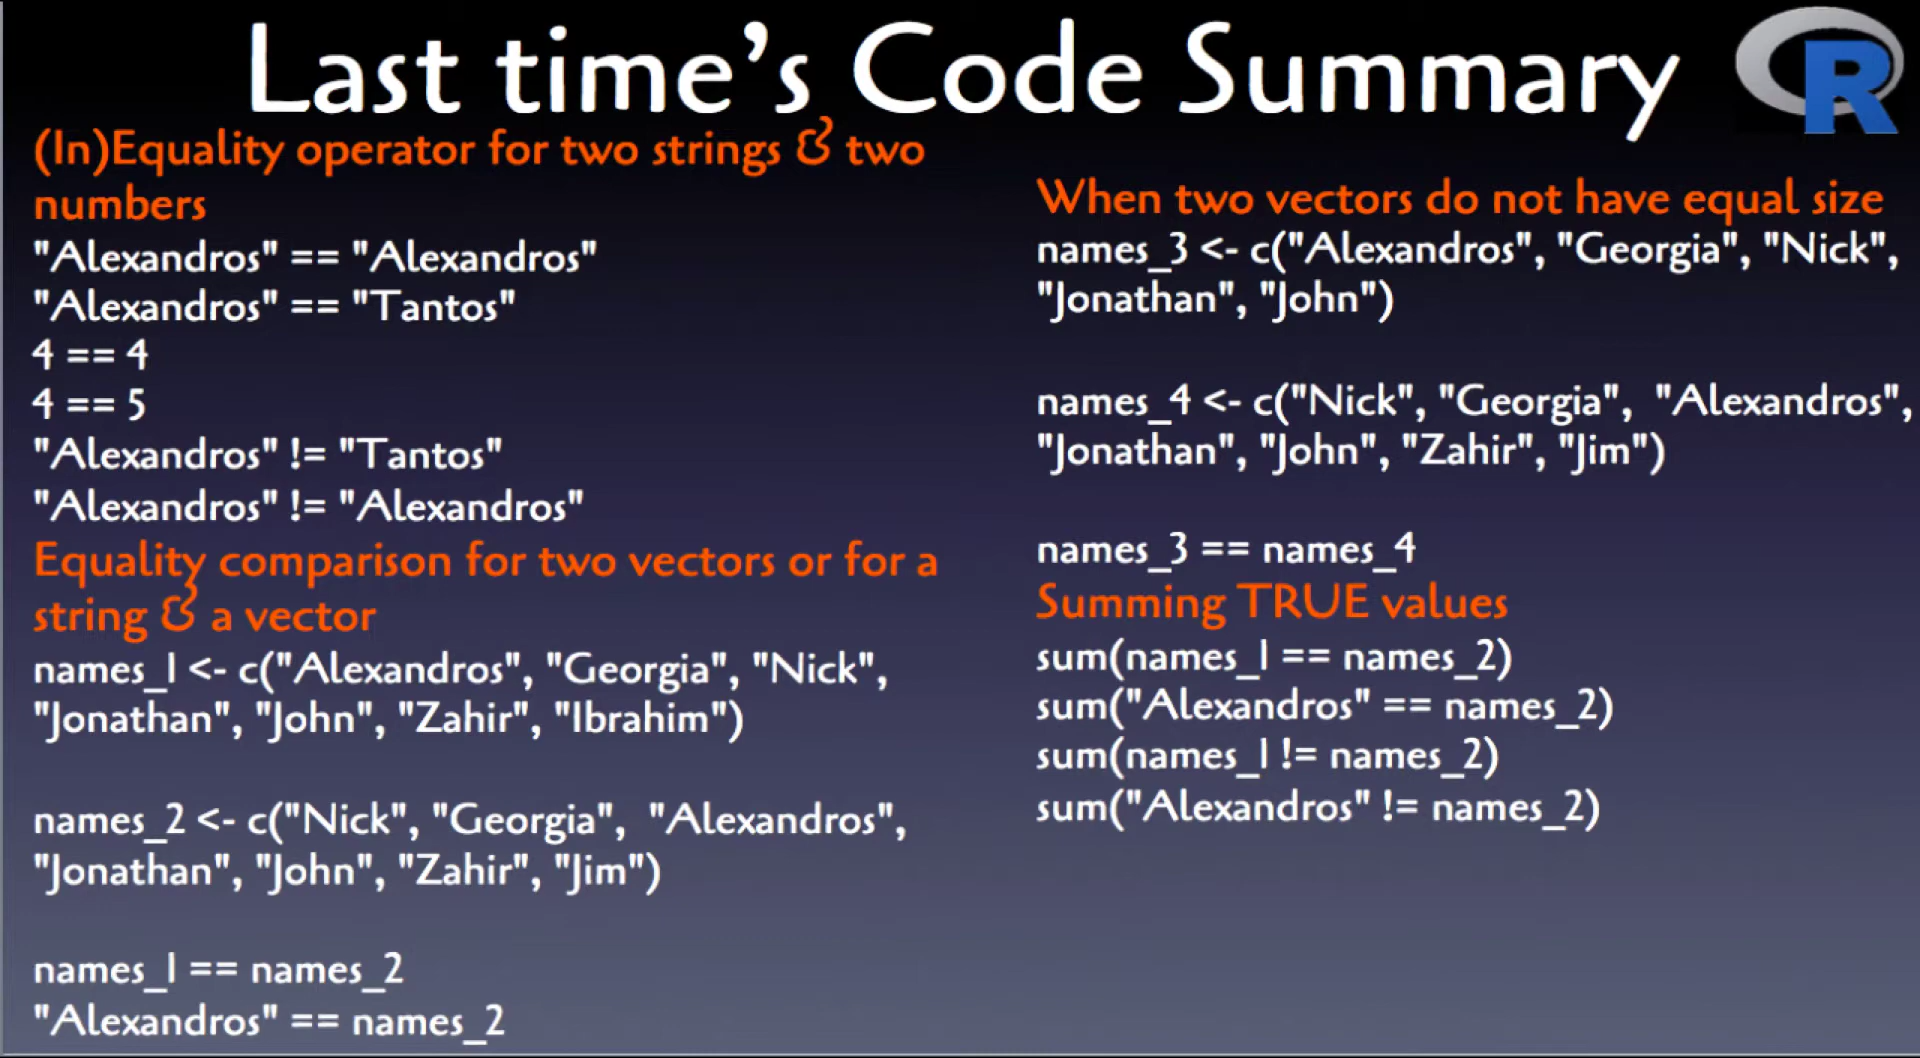 Last time’s Code Summary
R
(In)Equality operator for two strings & two
numbers
"Alexandros" == "Alexandros"
"Alexandros" == "Tantos"
4 == 4
4 == 5
"Alexandros" != "Tantos"
"Alexandros" != "Alexandros"
Equality comparison for two vectors or for a
string & a vector
names_1 <- c("Alexandros", "Georgia", "Nick",
"Jonathan", "John", "Zahir", "Ibrahim")
names_2 <- c("Nick", "Georgia",  "Alexandros",
"Jonathan", "John", "Zahir", "Jim")
names_1 == names_2
"Alexandros" == names_2
When two vectors do not have equal size
names_3 <- c("Alexandros", "Georgia", "Nick",
"Jonathan", "John")
names_4 <- c("Nick", "Georgia",  "Alexandros",
"Jonathan", "John", "Zahir", "Jim")
names_3 == names_4
Summing TRUE values
sum(names_1 == names_2)
sum("Alexandros" == names_2)
sum(names_1 != names_2)
sum("Alexandros" != names_2)